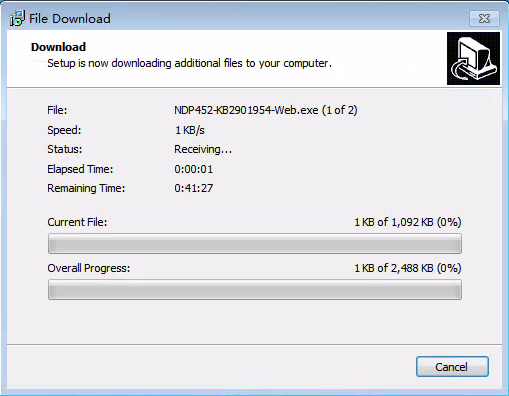 File Download
Download
Setup is now downloading additional files to your computer.
File: NDP452-KB2901954-Web.exe (1 of 2)
Speed: 1 KB/s
Status: Receiving...
Elapsed Time: 0:00:01
Remaining Time: 0:41:27
Current File: 1 KB of 1,092 KB (0%)
Overall Progress: 1 KB of 2,488 KB (0%)
Cancel